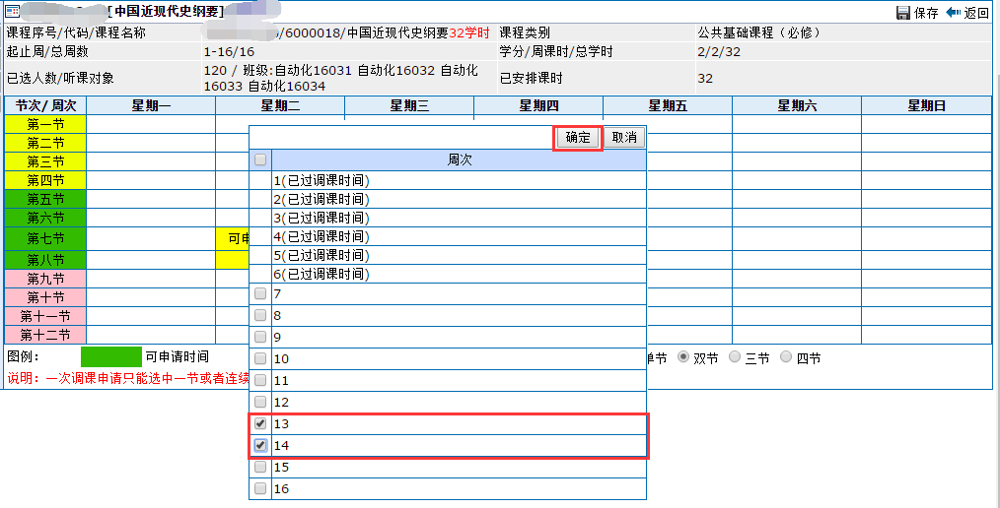 [中国近现代史纲要]
保存 返回
课程序号/代码/课程名称 /6000018/中国近现代史纲要32学时 课程类别 公共基础课程（必修）
起止周/总周数 1-16/16 学分/周课时/总学时 2/2/32
已选人数/听课对象 120 / 班级:自动化16031 自动化16032 自动化
16033 自动化16034 已安排课时 32
节次/周次 星期一 星期二 星期三 星期四 星期五 星期六 星期日
第一节
第二节
第三节
第四节
第五节
第六节
第七节 可申
第八节
第九节
第十节
第十一节
第十二节
确定 取消
周次
1(已过调课时间)
2(已过调课时间)
3(已过调课时间)
4(已过调课时间)
5(已过调课时间)
6(已过调课时间)
7
8
9
10
11
12
13
14
15
16
图例： 可申请时间 单节 双节 三节 四节
说明：一次调课申请只能选中一节或者连续